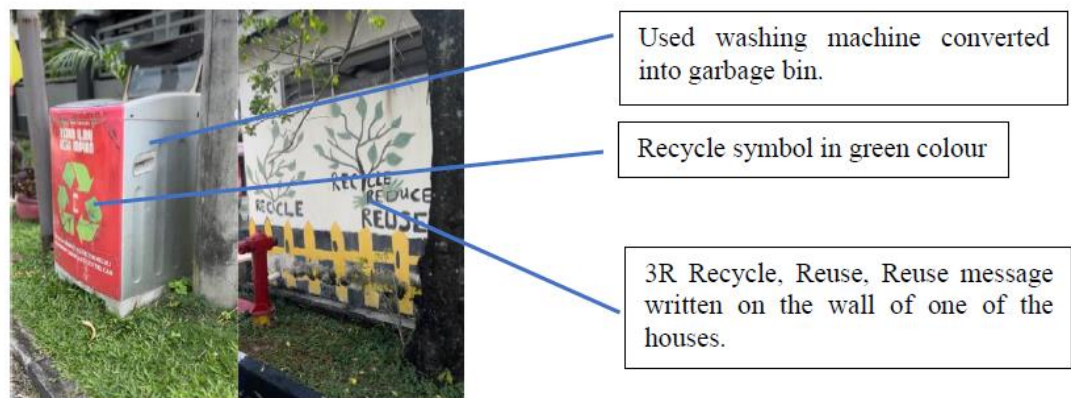 Used washing machine converted
into garbage bin.
Recycle symbol in green colour
3R Recycle, Reuse, Reuse message
written on the wall of one of the
houses.
E
RECYCLE
RECYCLE
REDUCE
REUSE